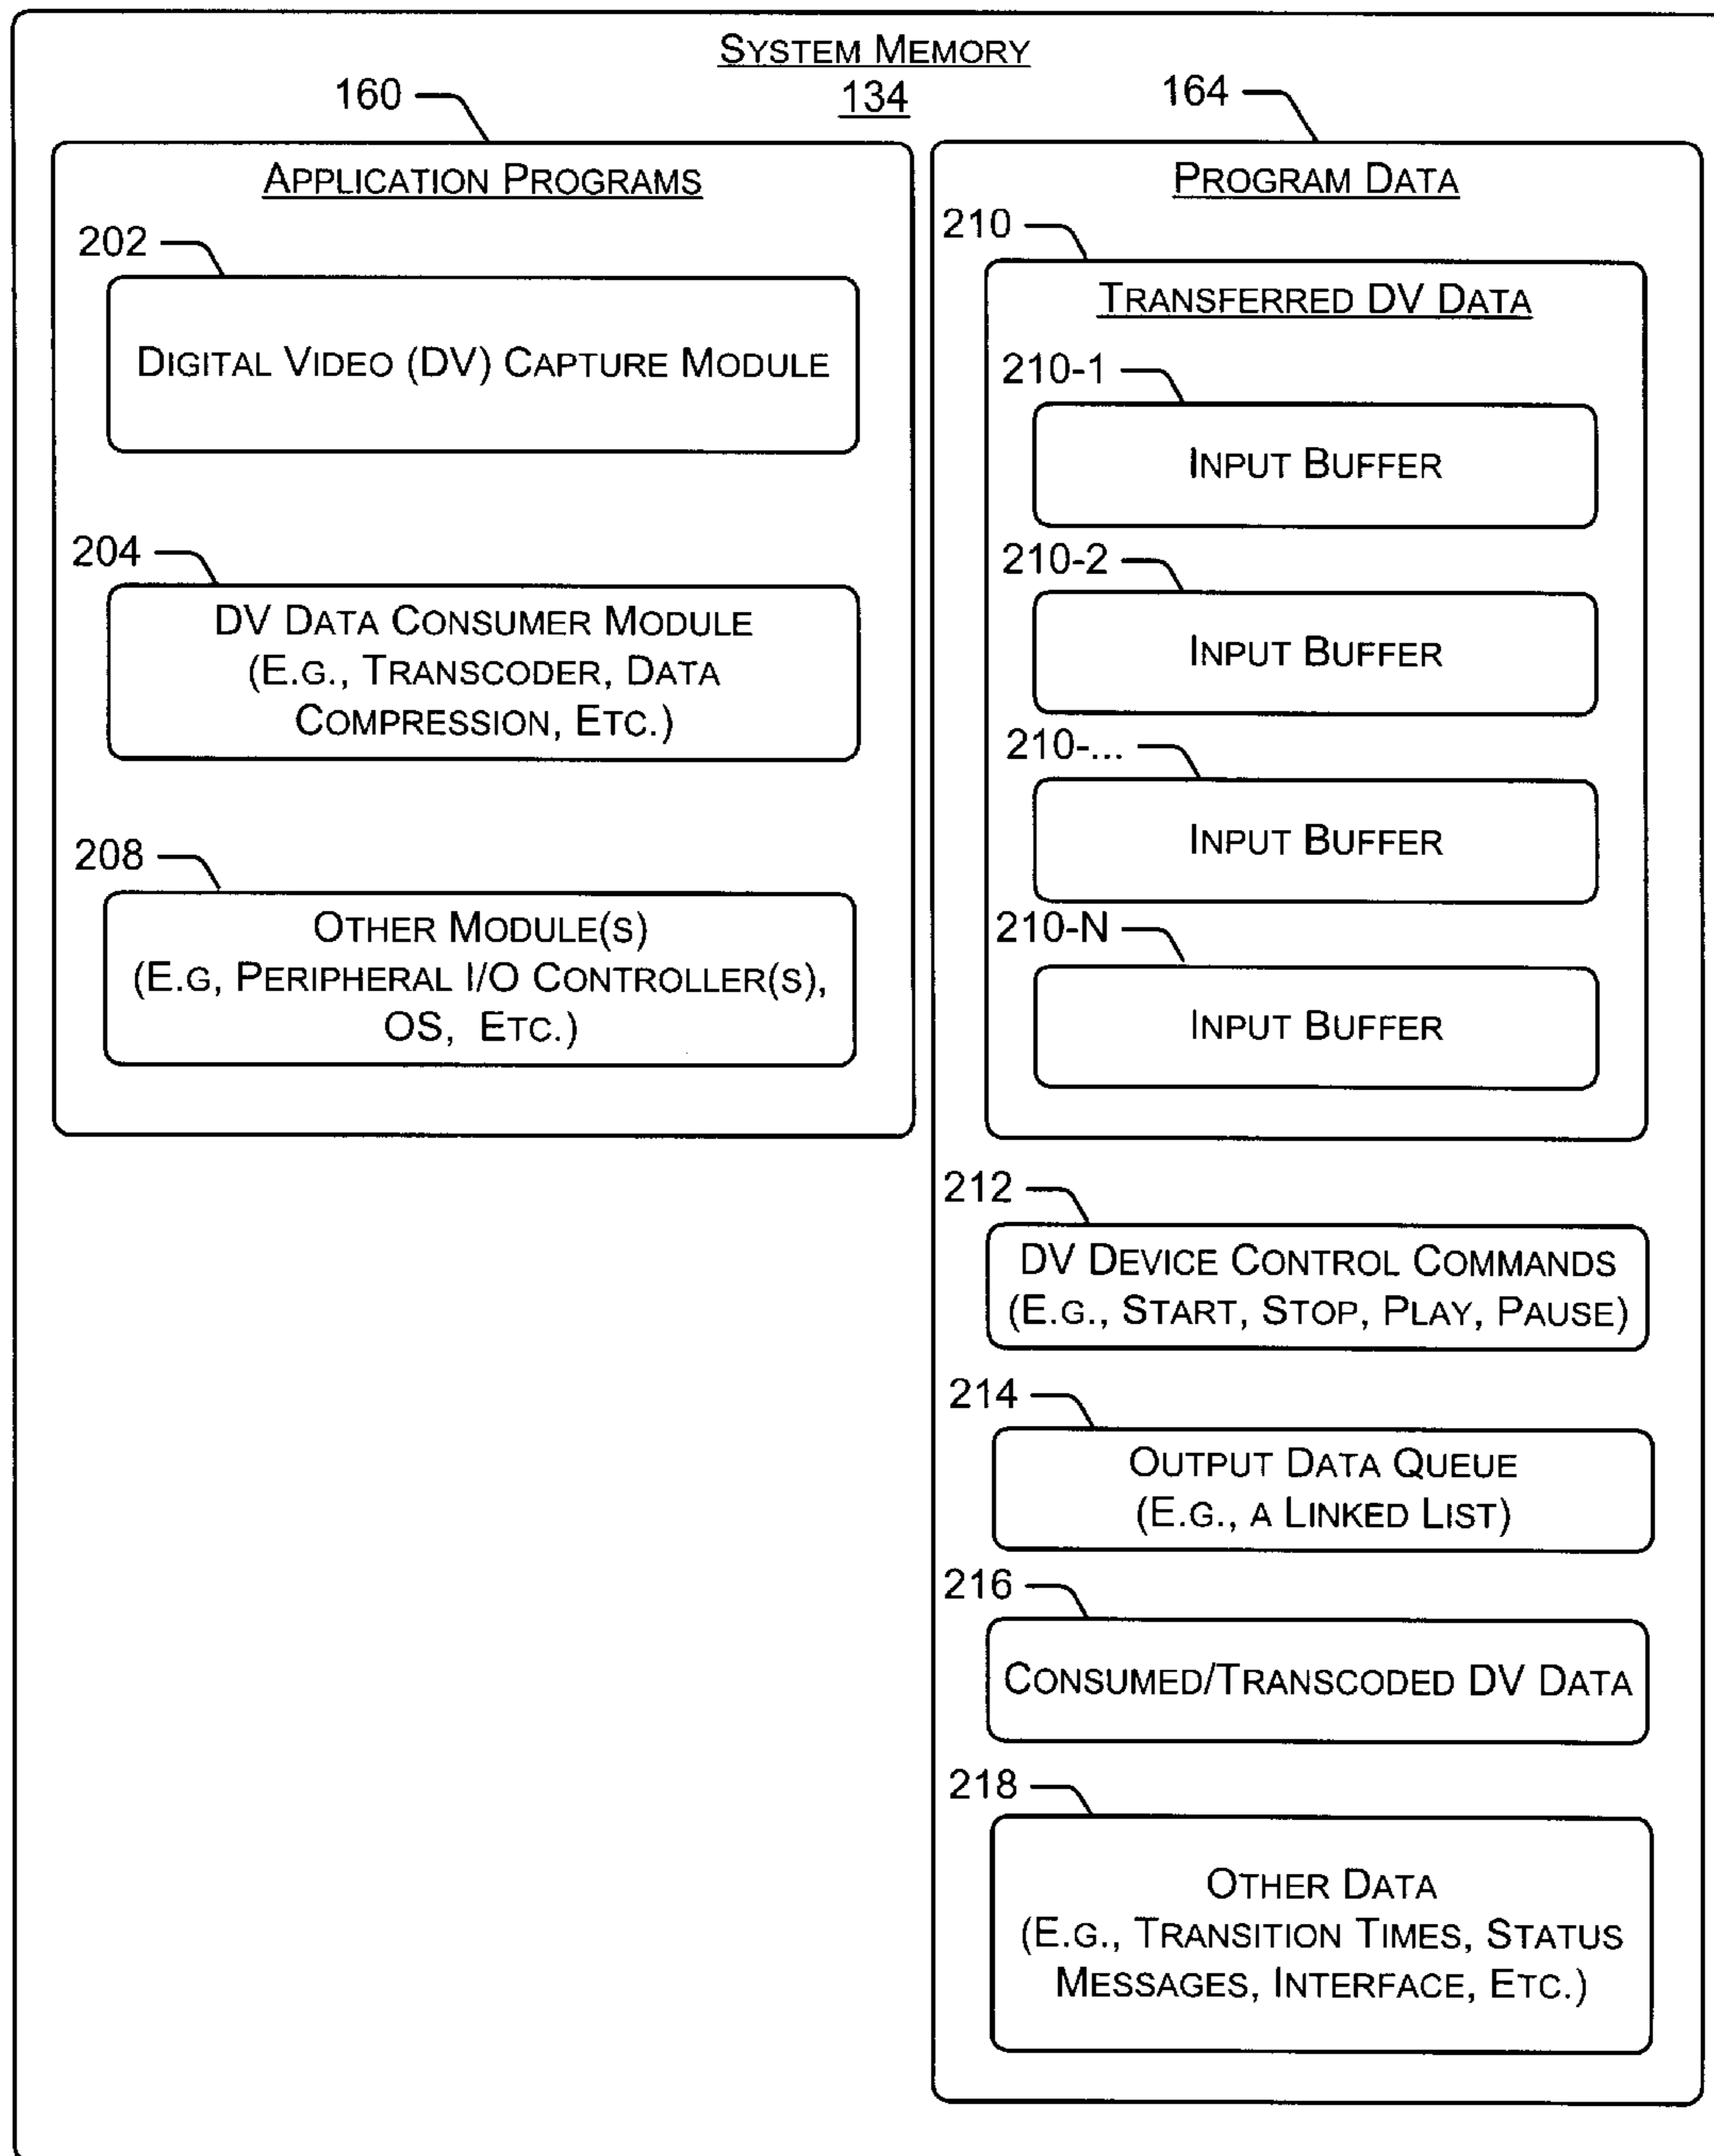 SYSTEM MEMORY
134
160
164
APPLICATION PROGRAMS
202
DIGITAL VIDEO (DV) CAPTURE MODULE
204
DV DATA CONSUMER MODULE
(E.G., TRANSCODER, DATA
COMPRESSION, ETC.)
208
OTHER MODULE(S)
(E.G, PERIPHERAL I/O CONTROLLER(S),
OS, ETC.)
PROGRAM DATA
210
TRANSFERRED DV DATA
210-1
INPUT BUFFER
210-2
INPUT BUFFER
210-...
INPUT BUFFER
210-N
INPUT BUFFER
212
DV DEVICE CONTROL COMMANDS
(E.G., START, STOP, PLAY, PAUSE)
214
OUTPUT DATA QUEUE
(E.G., A LINKED LIST)
216
CONSUMED/TRANSCODED DV DATA
218
OTHER DATA
(E.G., TRANSITION TIMES, STATUS
MESSAGES, INTERFACE, ETC.)